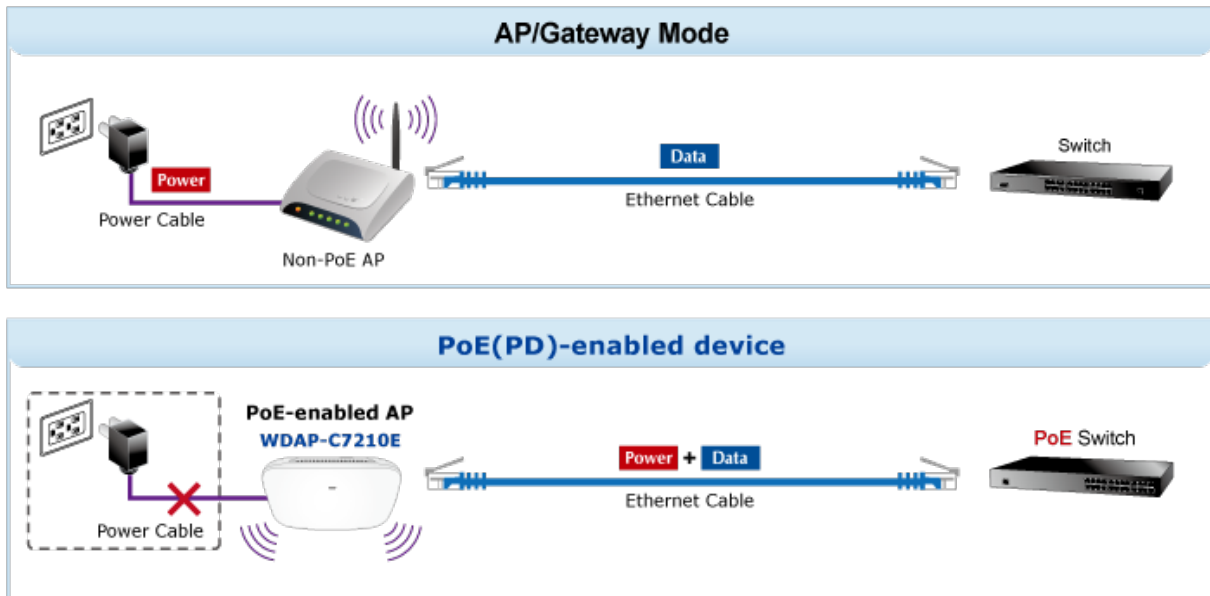 AP/Gateway Mode
Power
Power Cable
Non-PoE AP
Data
Ethernet Cable
Switch
PoE(PD)-enabled device
PoE-enabled AP
WDAP-C7210E
Power Cable
Power + Data
Ethernet Cable
PoE Switch